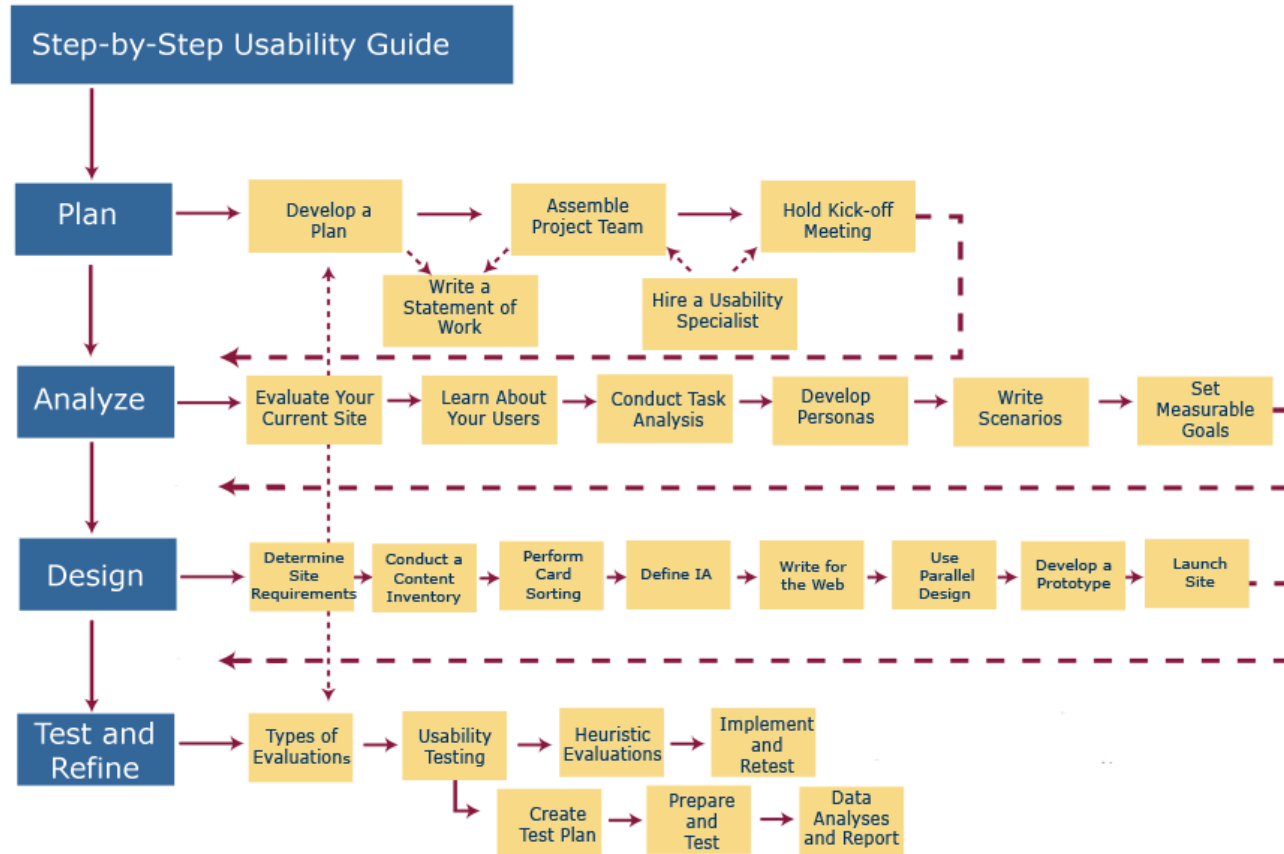 Step-by-Step Usability Guide
Plan
Develop a
Plan
Assemble
Project Team
Hold Kick-off
Meeting
Write a
Statement of
Work
Hire a Usability
Specialist
Analyze
Evaluate Your
Current Site
Learn About
Your Users
Conduct Task
Analysis
Develop
Personas
Write
Scenarios
Set
Measurable
Goals
Design
Determine
Site
Requirements
Conduct a
Content
Inventory
Perform
Card
Sorting
Define IA
Write for
the Web
Use
Parallel
Design
Develop a
Prototype
Launch
Site
Test and
Refine
Types of
Evaluations
Usability
Testing
Heuristic
Evaluations
Implement
and
Retest
Create
Test Plan
Prepare
and
Test
Data
Analyses
and Report